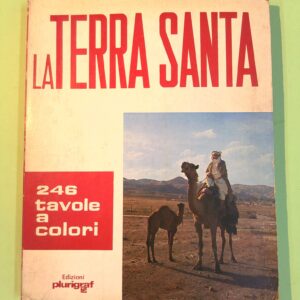 LA TERRA SANTA
246
tavole
a
colori
Edizioni
plurigraf